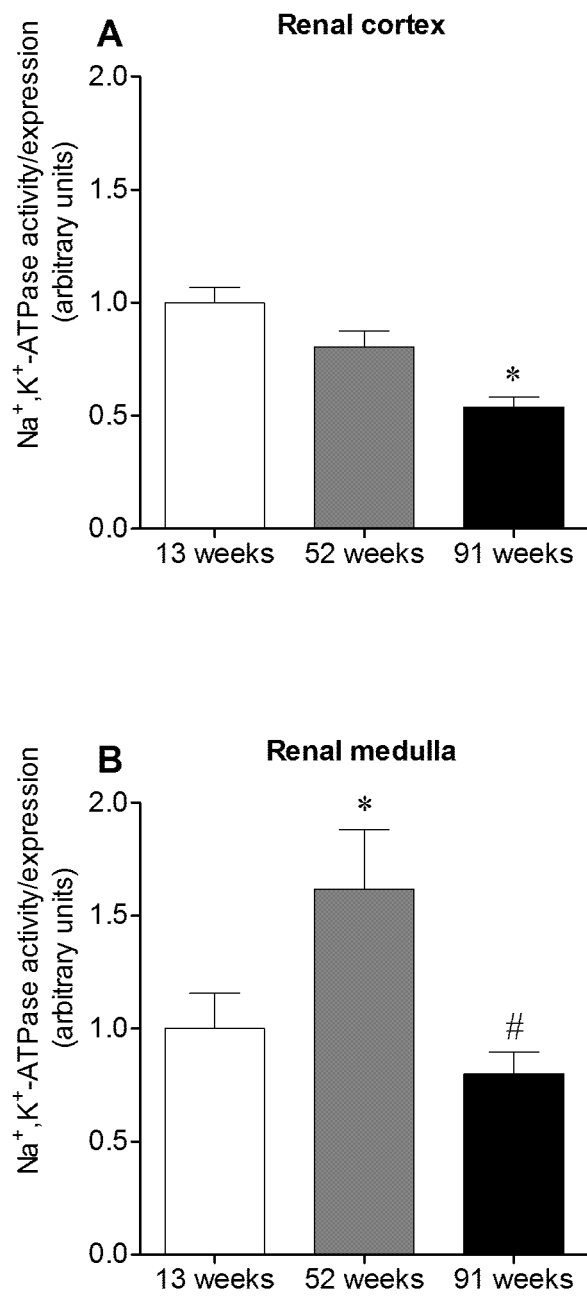 A Renal cortex
Na⁺,K⁺-ATPase activity/expression
(arbitrary units)
2.0
1.5
1.0
0.5
0.0
*
13 weeks 52 weeks 91 weeks
B Renal medulla
Na⁺,K⁺-ATPase activity/expression
(arbitrary units)
2.0
1.5
1.0
0.5
0.0
*
#
13 weeks 52 weeks 91 weeks